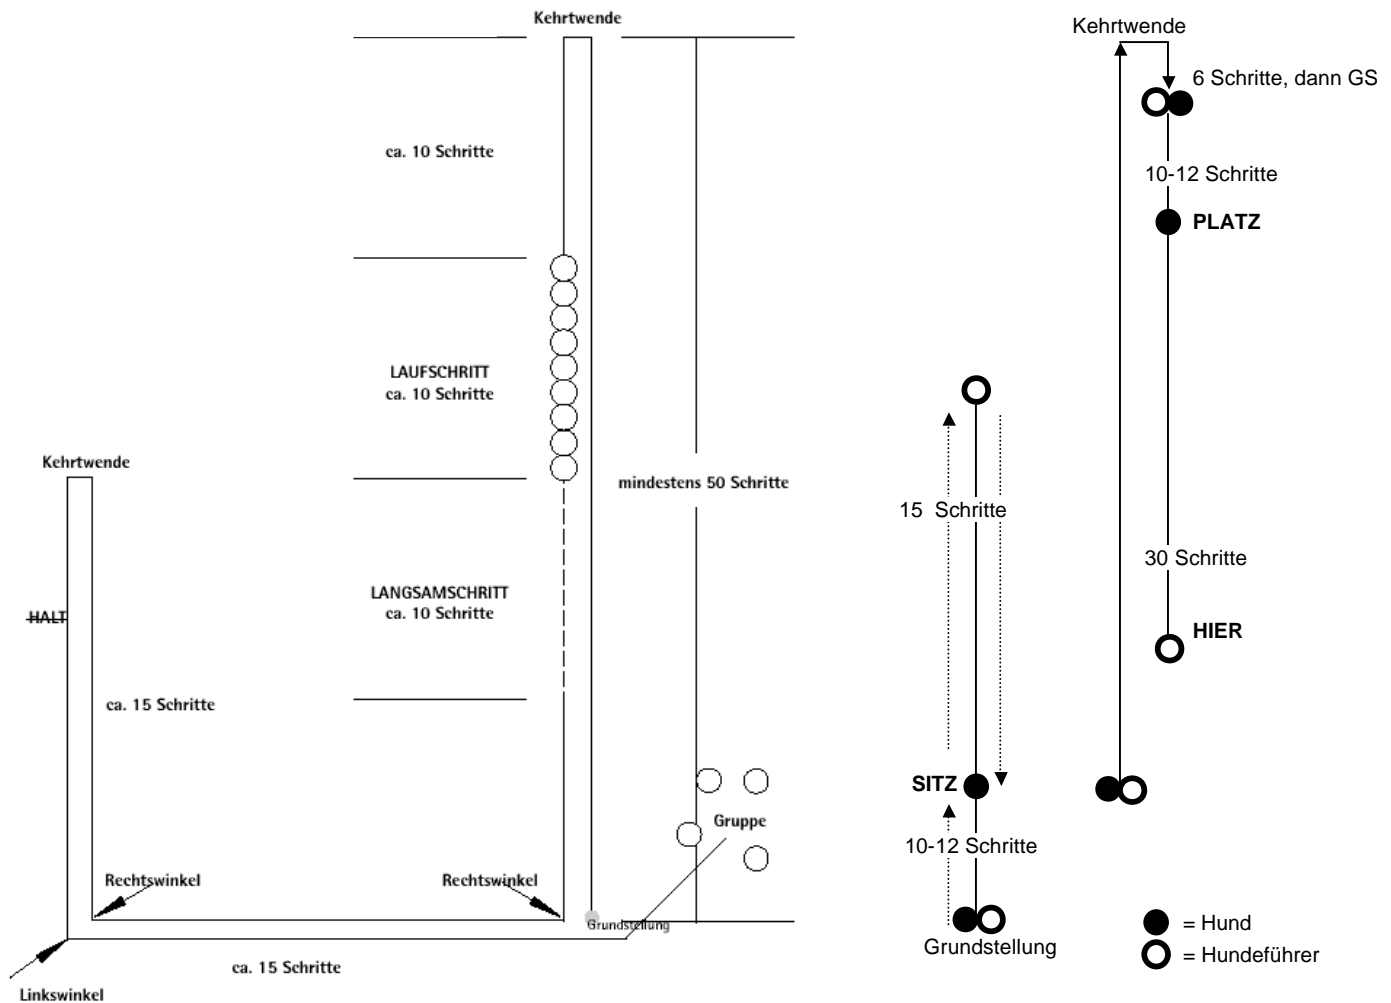 Kehrtwende
ca. 10 Schritte
LAUFSCHRITT
ca. 10 Schritte
Kehrtwende
mindestens 50 Schritte
LANGSAMSCHRITT
ca. 10 Schritte
HALT
ca. 15 Schritte
Gruppe
Rechtswinkel
Rechtswinkel
Grundstellung
ca. 15 Schritte
Linkswinkel
Kehrtwende
6 Schritte, dann GS
10-12 Schritte
PLATZ
15 Schritte
30 Schritte
HIER
SITZ
10-12 Schritte
Grundstellung
= Hund
= Hundeführer